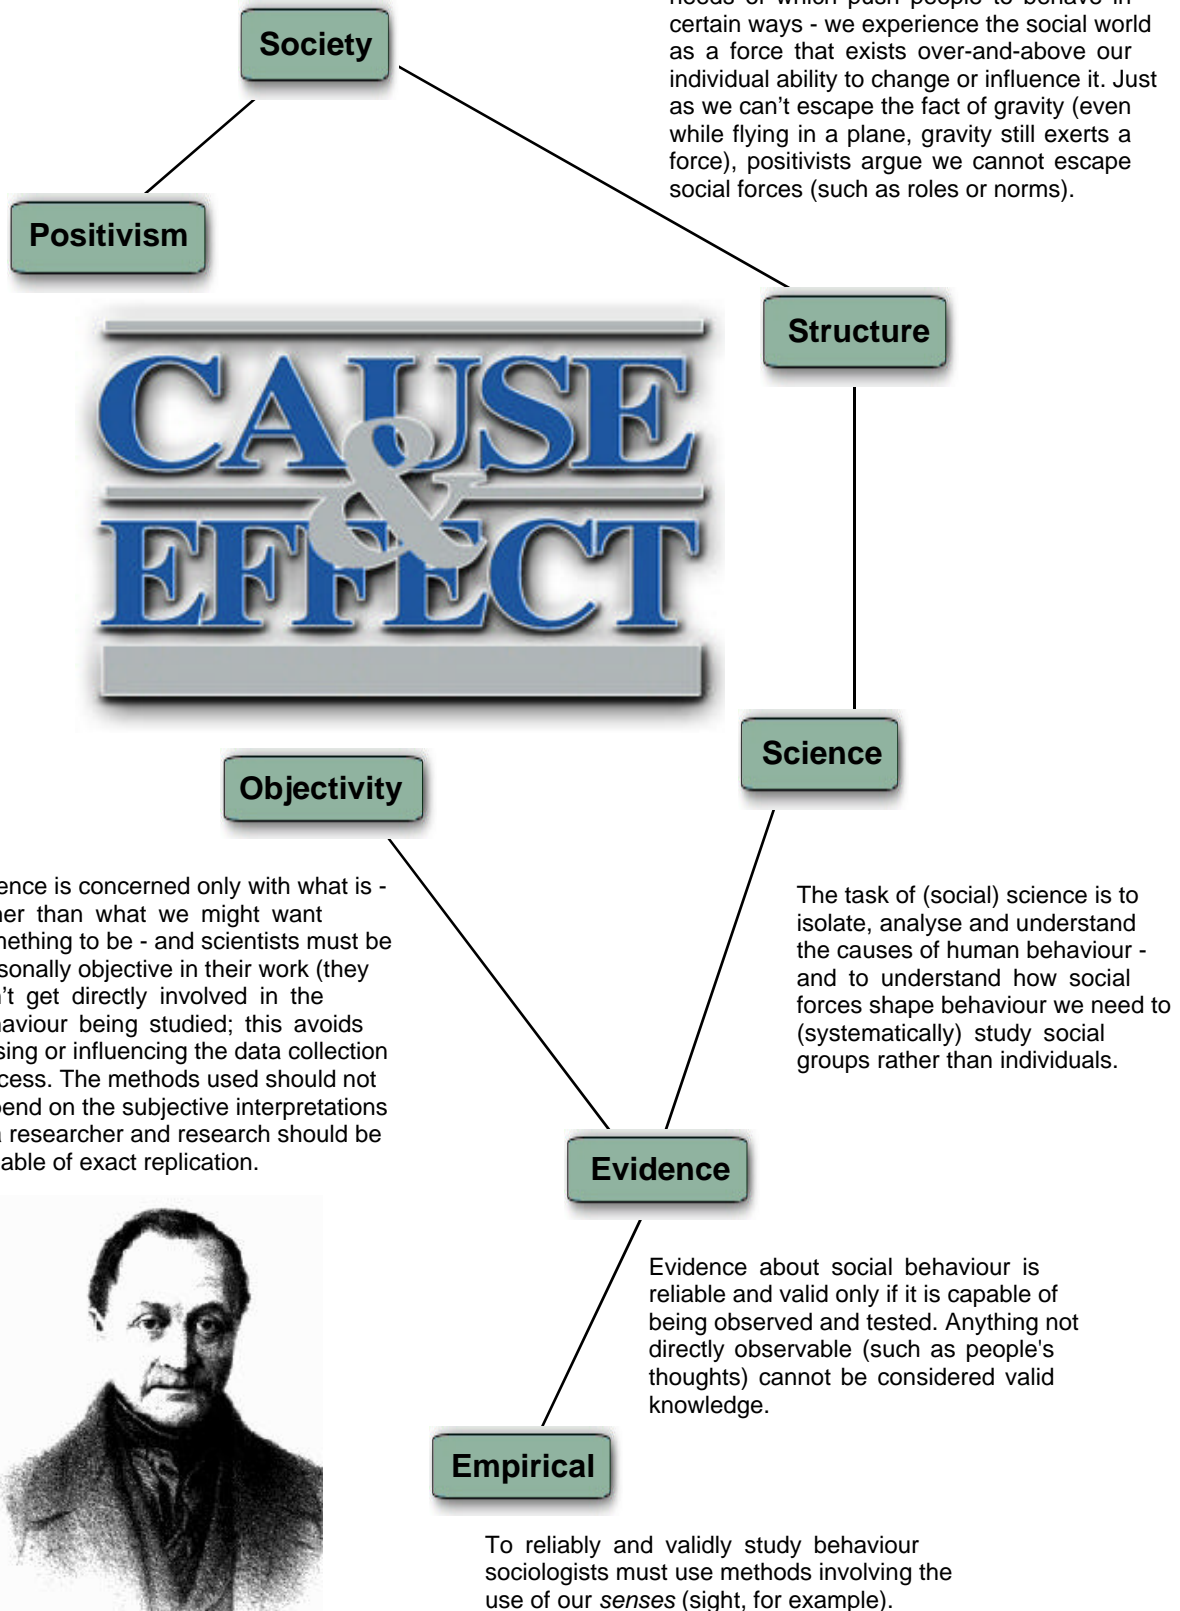 Society
needs of which push people to behave in
certain ways - we experience the social world
as a force that exists over-and-above our
individual ability to change or influence it. Just
as we can't escape the fact of gravity (even
while flying in a plane, gravity still exerts a
force), positivists argue we cannot escape
social forces (such as roles or norms).
Positivism
Structure
CAUSE
&
EFFECT
Science
Objectivity
ence is concerned only with what is -
her than what we might want
mething to be - and scientists must be
sonally objective in their work (they
n't get directly involved in the
haviour being studied; this avoids
sing or influencing the data collection
cess. The methods used should not
pend on the subjective interpretations
a researcher and research should be
able of exact replication.
The task of (social) science is to
isolate, analyse and understand
the causes of human behaviour -
and to understand how social
forces shape behaviour we need to
(systematically) study social
groups rather than individuals.
Evidence
Evidence about social behaviour is
reliable and valid only if it is capable of
being observed and tested. Anything not
directly observable (such as people's
thoughts) cannot be considered valid
knowledge.
Empirical
To reliably and validly study behaviour
sociologists must use methods involving the
use of our senses (sight, for example).